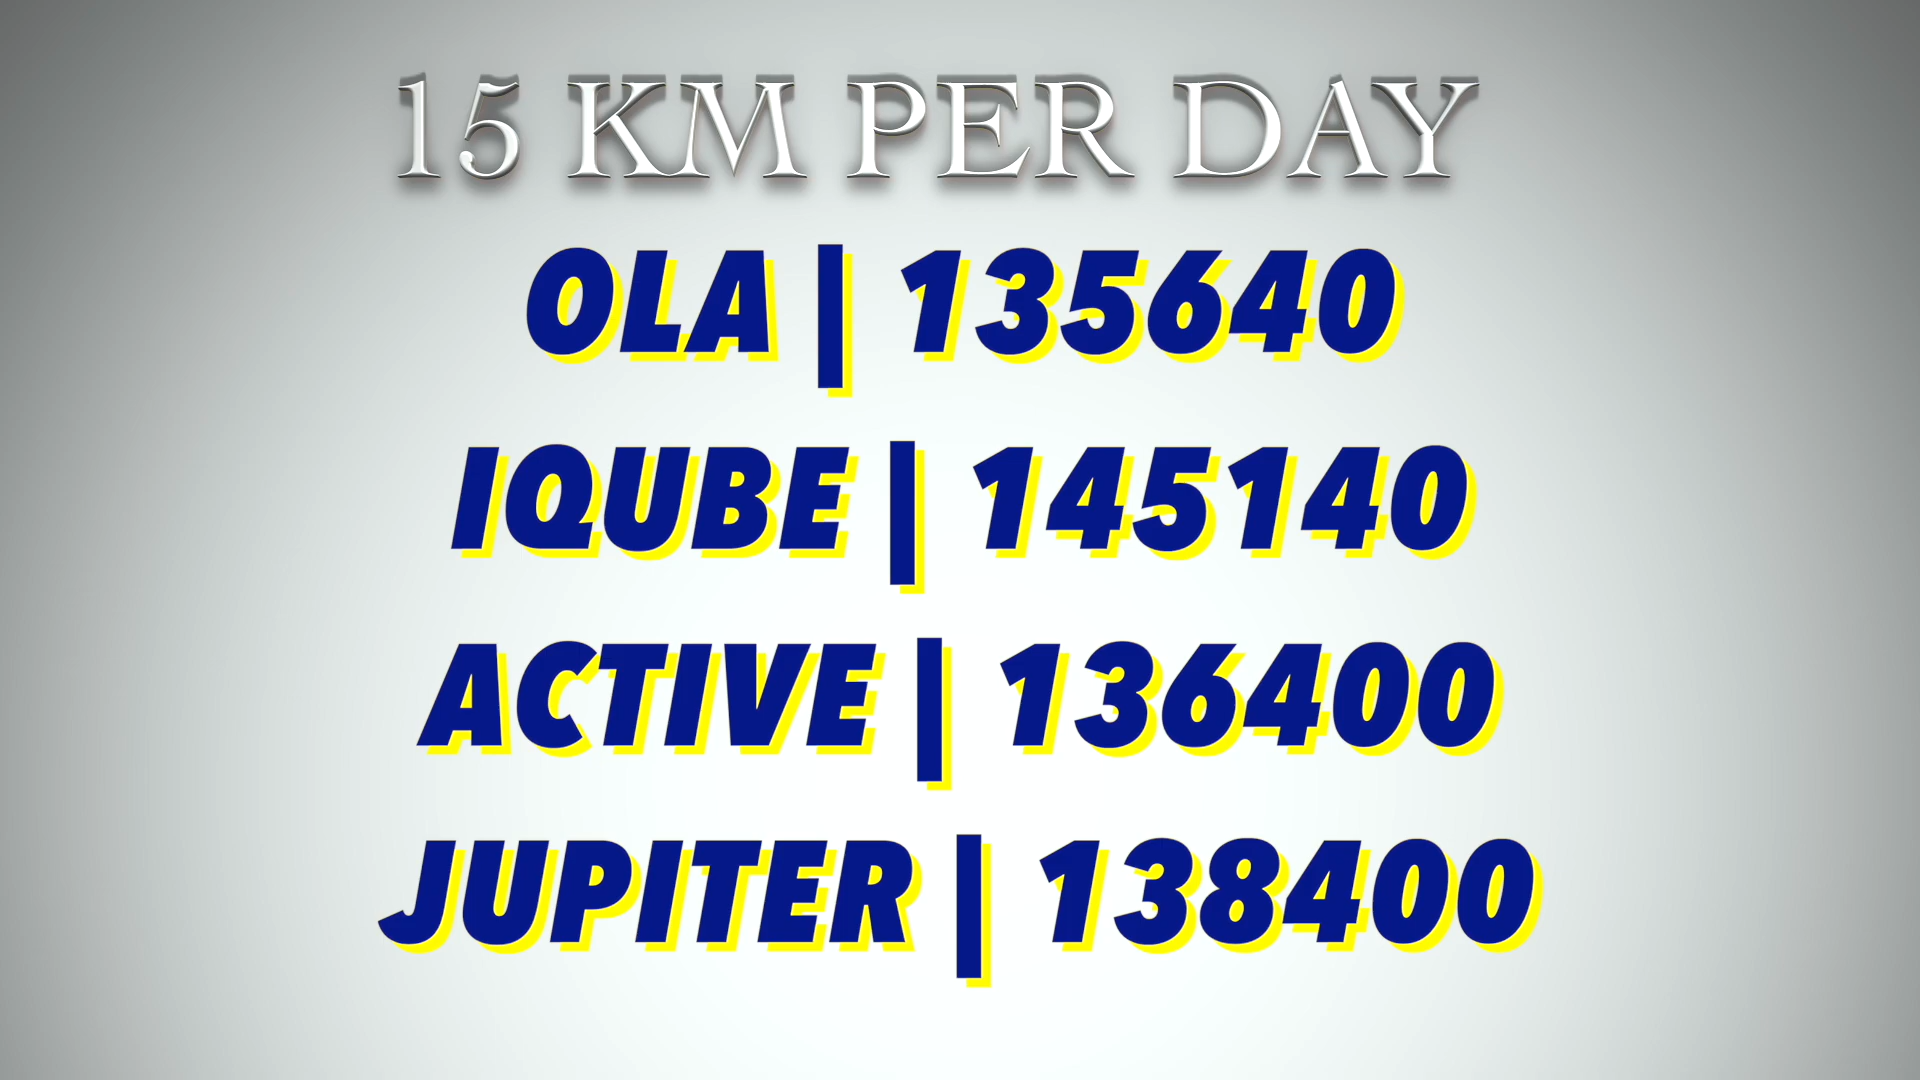 15 KM PER DAY
OLA | 135640
IQUBE | 145140
ACTIVE | 136400
JUPITER | 138400